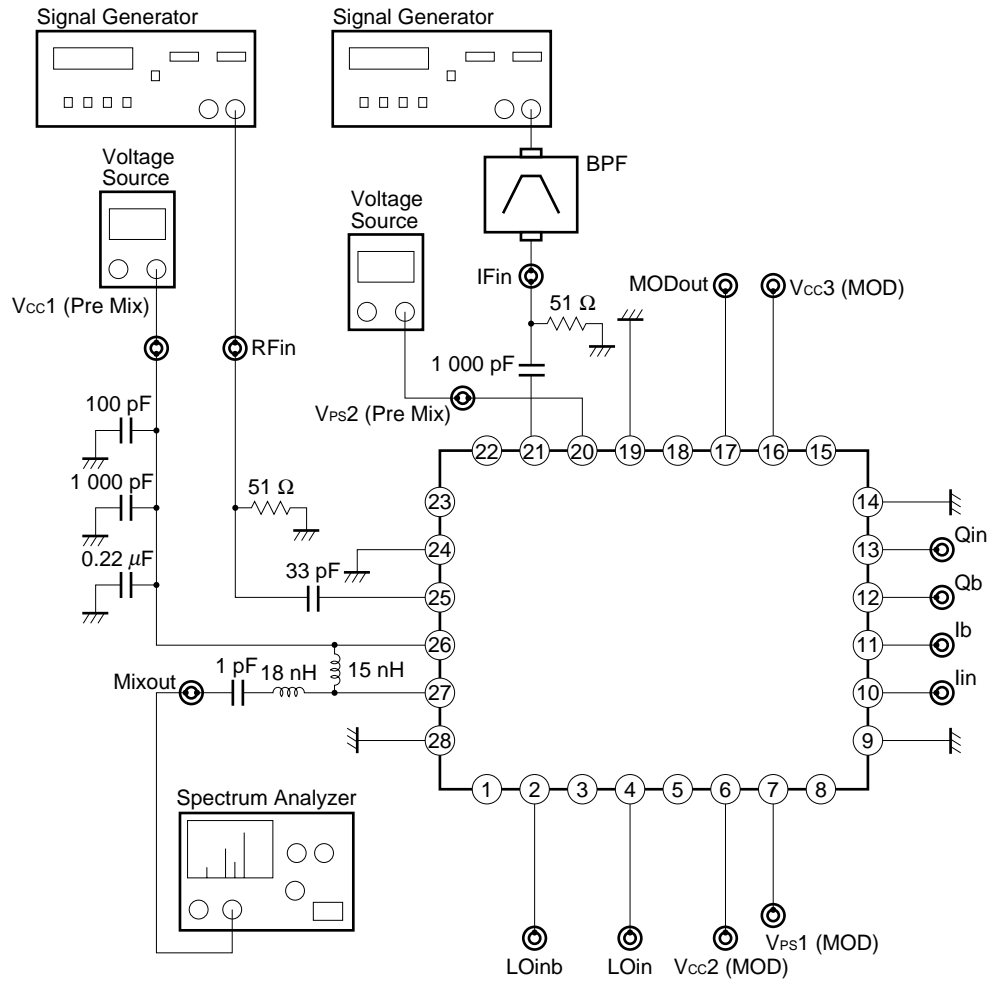 Signal Generator
Signal Generator
Voltage
Source
BPF
Voltage
Source
IFin
MODout
VCC3 (MOD)
VCC1 (Pre Mix)
51 Ω
RFin
1 000 pF
100 pF
VPS2 (Pre Mix)
22
21
20
19
18
17
16
15
1 000 pF
51 Ω
23
14
Qin
24
13
0.22 µF
33 pF
Qb
25
12
Ib
26
11
1 pF
18 nH
15 nH
Iin
Mixout
27
10
28
9
1
2
3
4
5
6
7
8
Spectrum Analyzer
VPS1 (MOD)
LOinb
LOin
VCC2 (MOD)